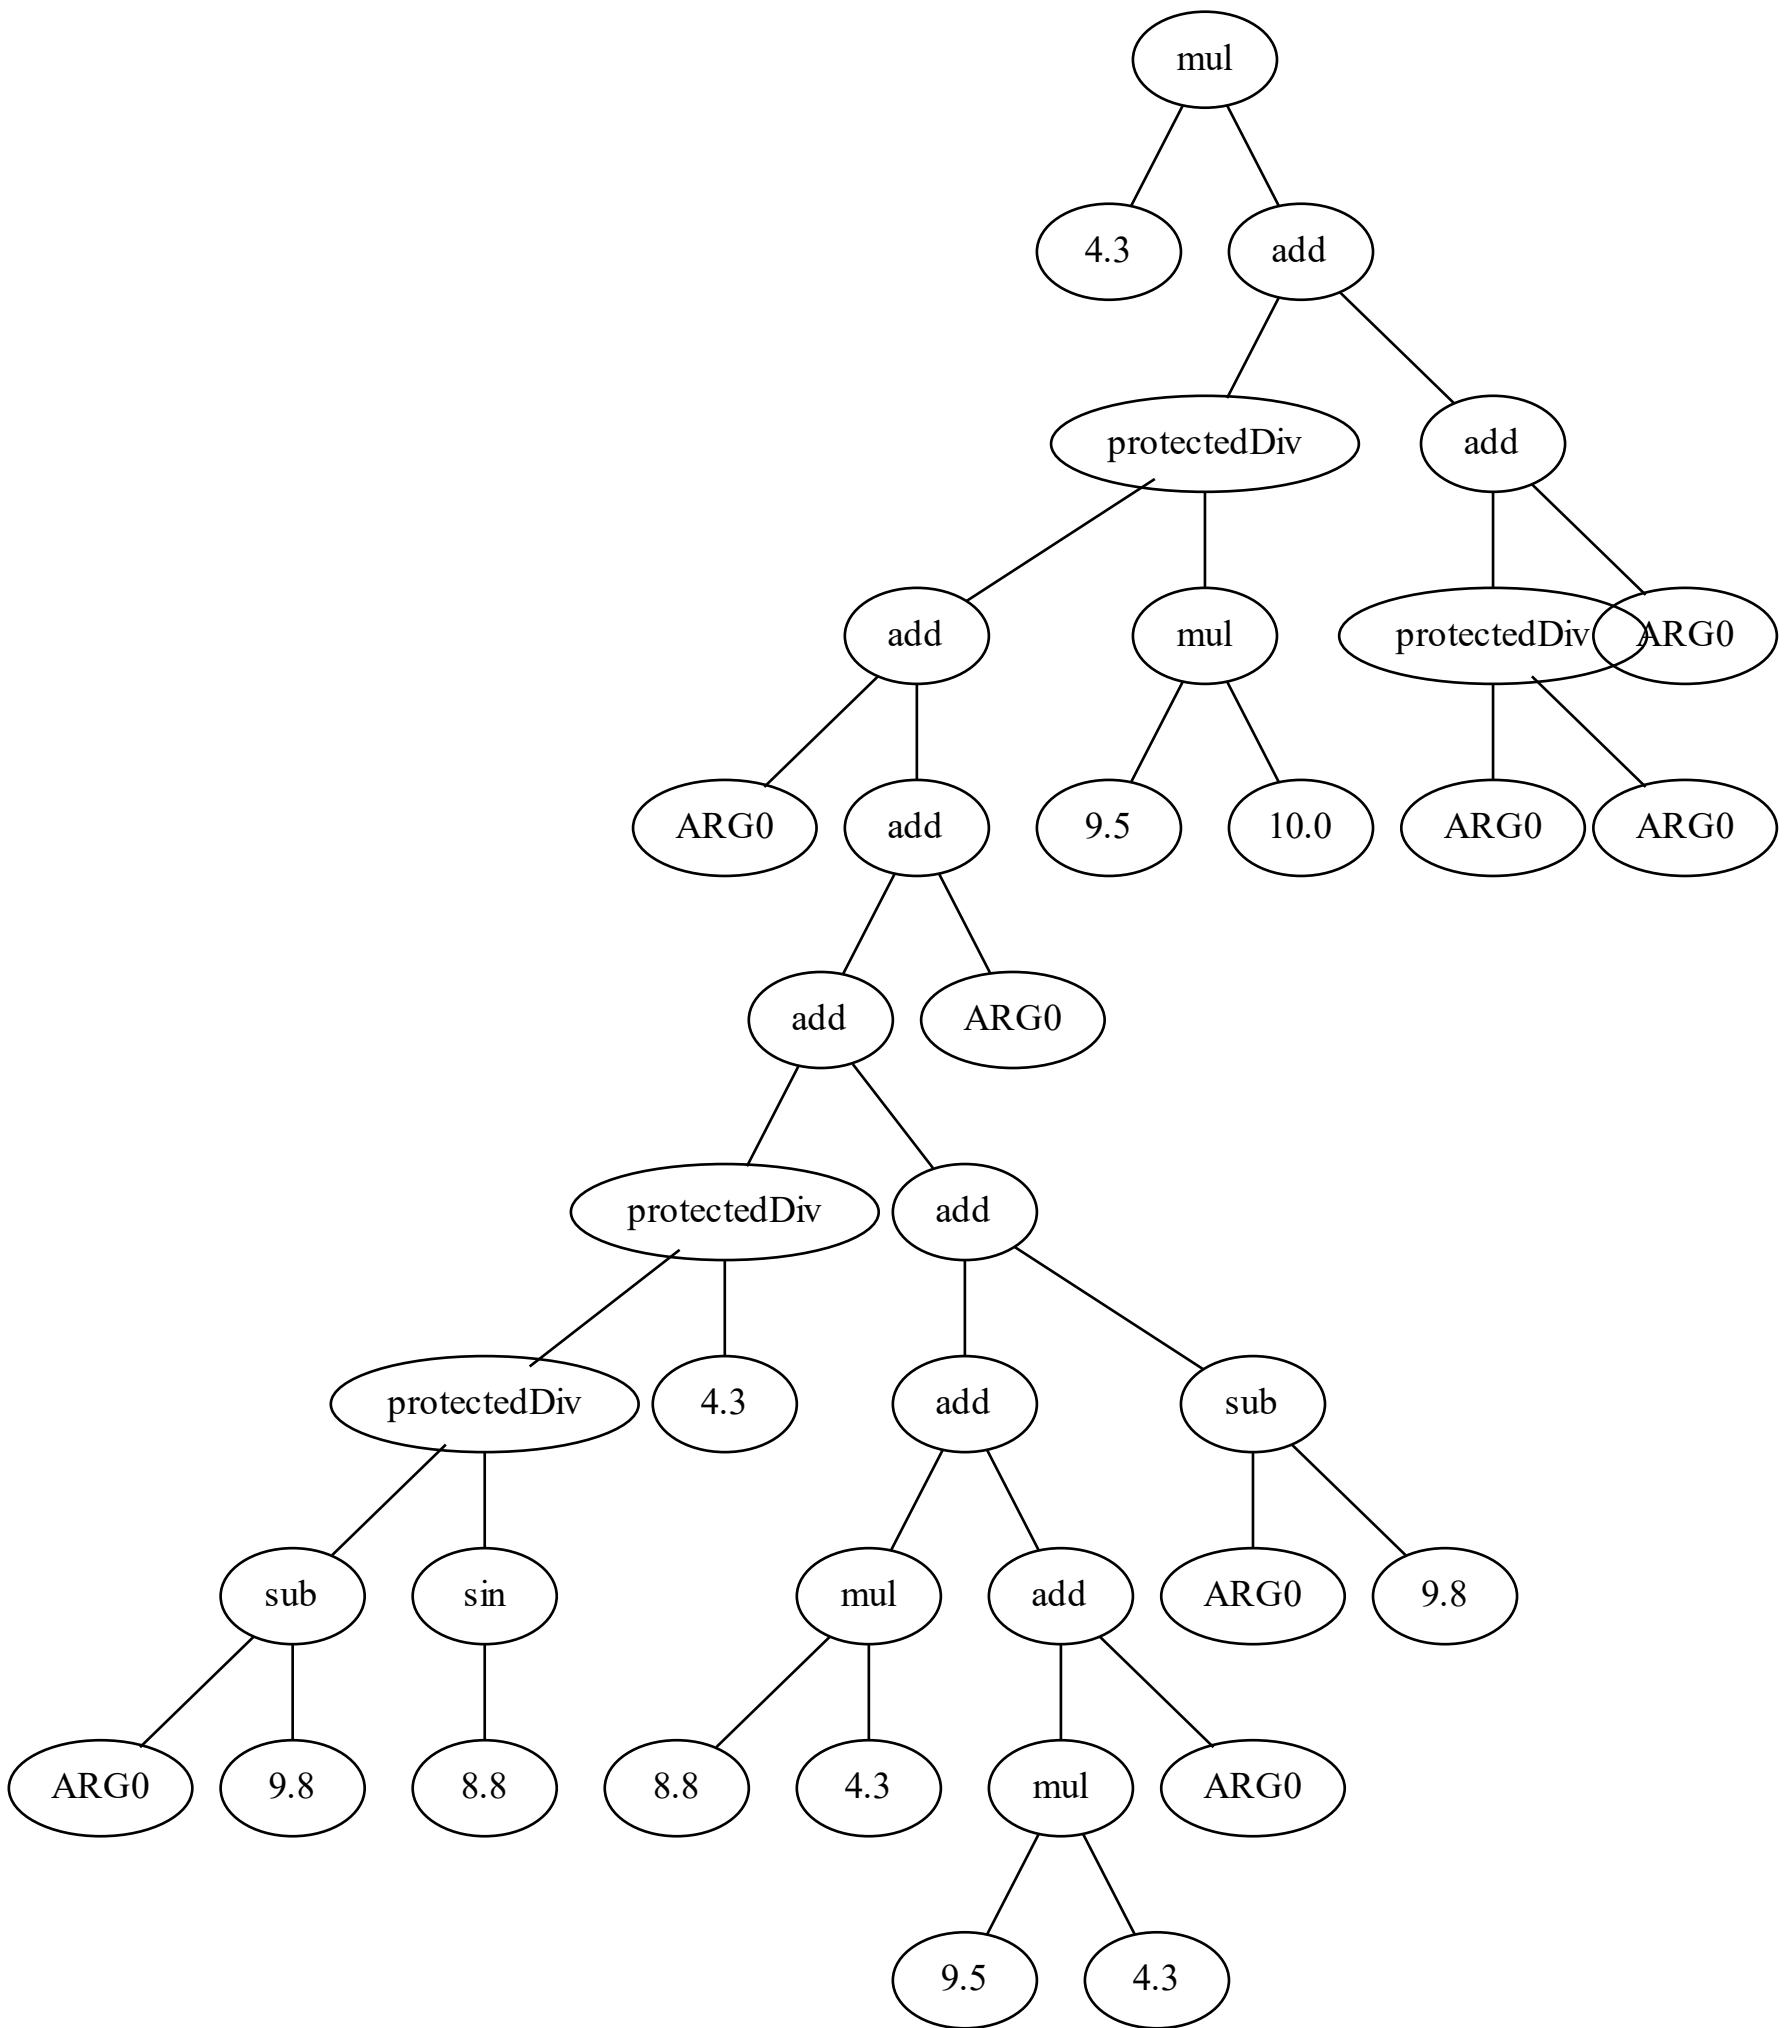 mul
4.3 add
protectedDiv add
add mul protectedDiv ARG0
ARG0 add 9.5 10.0 ARG0 ARG0
add ARG0
protectedDiv add
protectedDiv 4.3 add sub
sub sin mul add ARG0 9.8
ARG0 9.8 8.8 8.8 4.3 mul ARG0
9.5 4.3